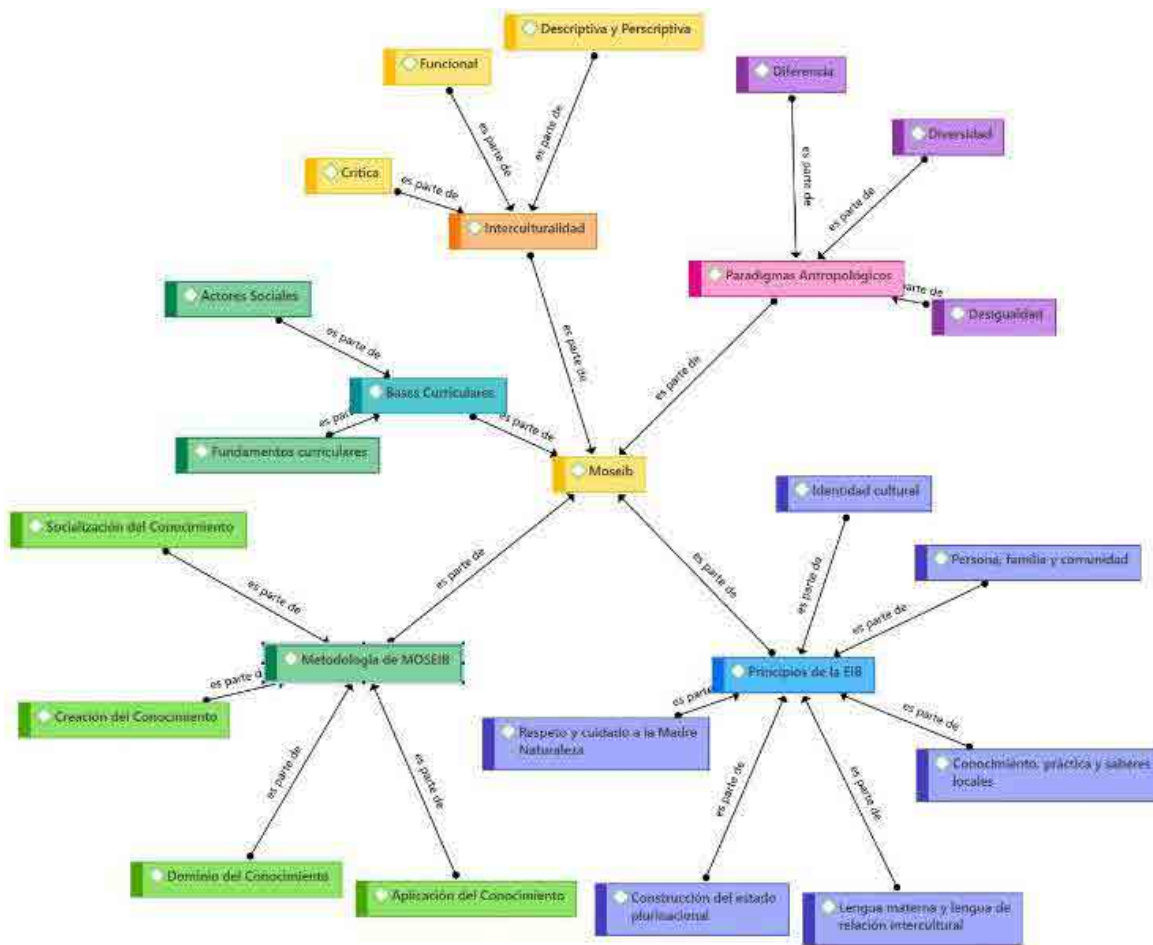 Descriptiva y Perscriptiva
Funcional
Diferencia
es parte de
es parte de
Diversidad
Critica
es parte de
es parte de
es parte de
Interculturalidad
Paradigmas Antropológicos
parte de
Desigualdad
Actores Sociales
es parte de
es parte de
es parte de
Bases Curriculares
es parte
es parte de
Fundamentos curriculares
Moseib
Identidad cultural
Socialización del Conocimiento
es parte de
es parte de
es parte de
es parte de
Persona, familia y comunidad
es parte de
Metodología de MOSEIB
Principios de la EIB
es parte d
es parte
Creación del Conocimiento
Respeto y cuidado a la Madre
Naturaleza
es parte de
Conocimiento, práctica y saberes
locales
es parte de
es parte de
es parte de
es parte de
Dominio del Conocimiento
Aplicación del Conocimiento
Construcción del estado
plurinacional
Lengua materna y lengua de
relación intercultural